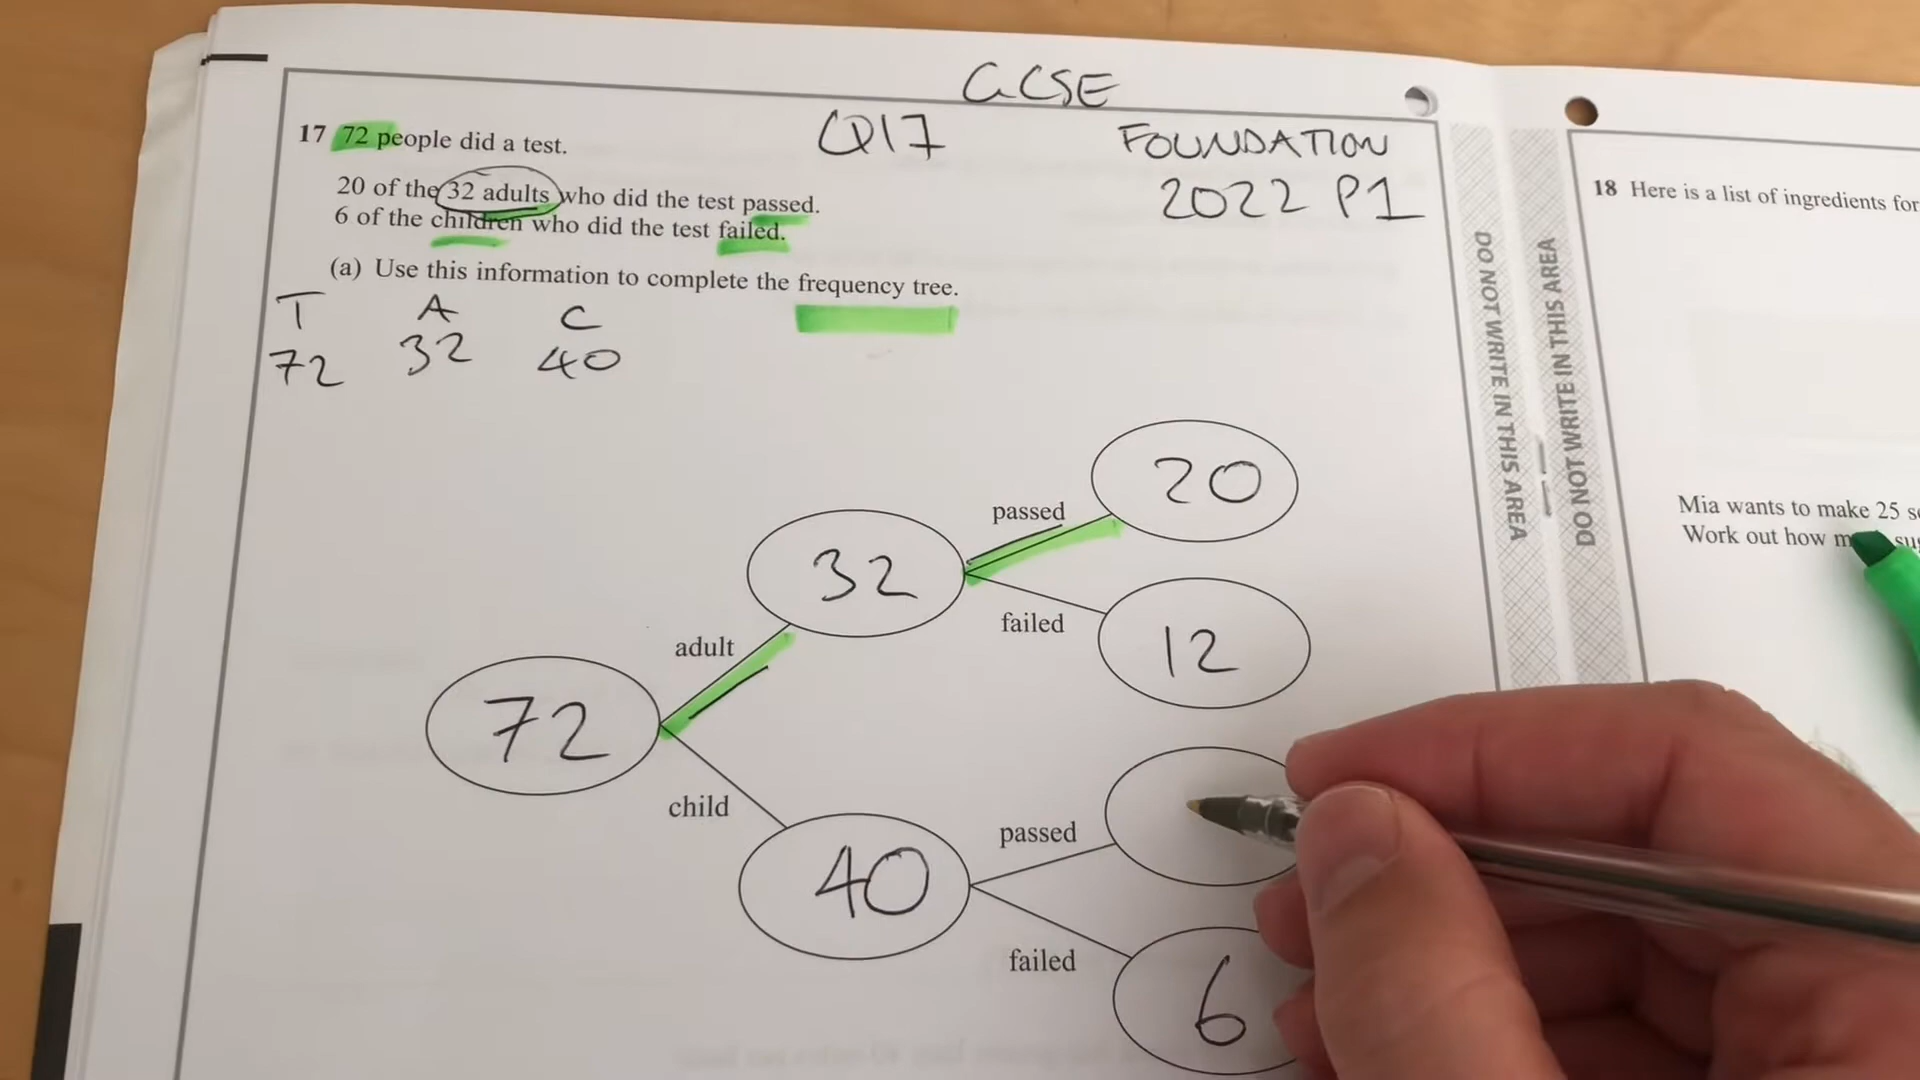 GCSE
Q17
FOUNDATION
2022 P1
17 72 people did a test.
20 of the 32 adults who did the test passed.
6 of the children who did the test failed.
(a) Use this information to complete the frequency tree.
T A C
72 32 40
passed
20
32
failed
12
adult
72
child
40
passed
failed
6
DO NOT WRITE IN THIS AREA
DO NOT WRITE IN THIS AREA
18 Here is a list of ingredients for
Mia wants to make 25
Work out how